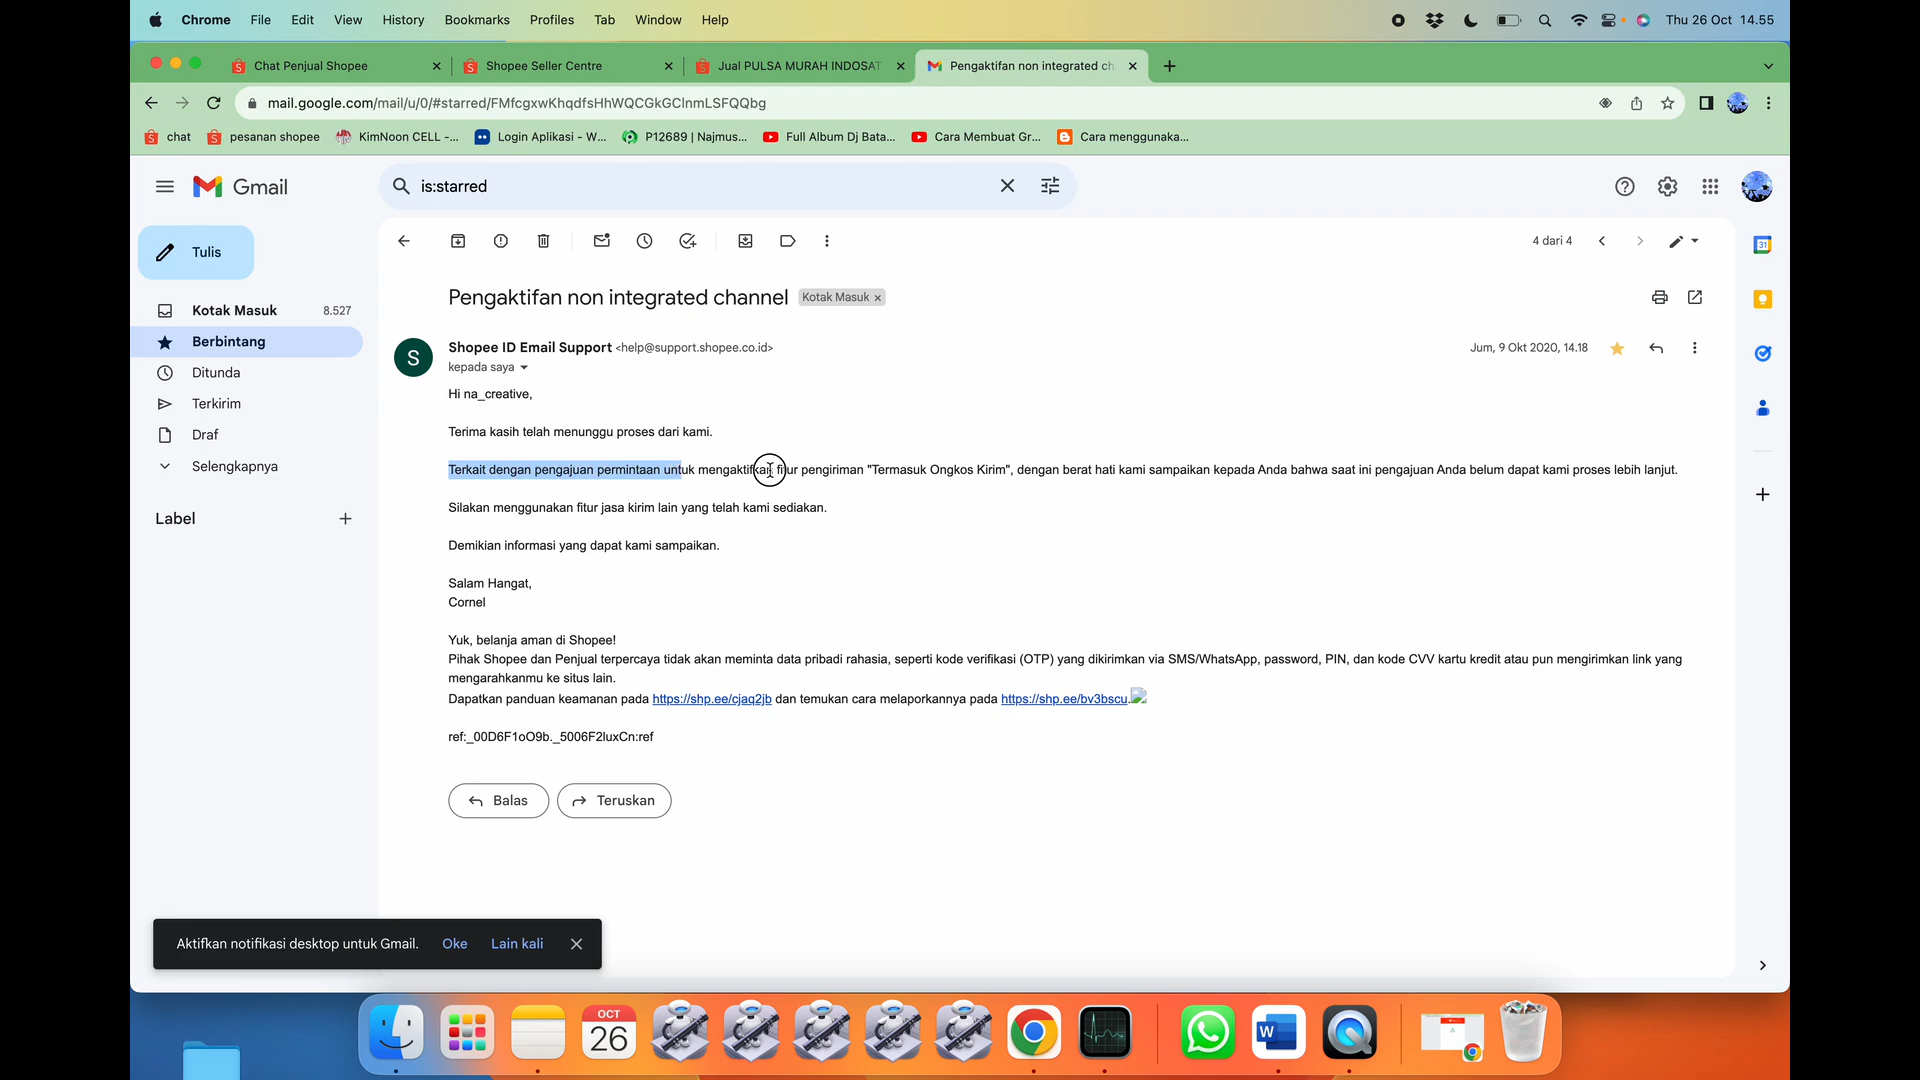 Chrome File Edit View History Bookmarks Profiles Tab Window Help Thu 26 Oct 14.55
Chat Penjual Shopee Shopee Seller Centre Jual PULSA MURAH INDOSAT Pengaktifan non integrated ch
mail.google.com/mail/u/0/#starred/FMfcgxwKhqdfsHhWQCGkGClnmLSFQQbg
chat pesanan shopee KimNoon CELL -... Login Aplikasi - W... P12689 | Najmus... Full Album Dj Bata... Cara Membuat Gr... Cara menggunaka...
Gmail
is:starred
Tulis
4 dari 4
Pengaktifan non integrated channel Kotak Masuk ×
Kotak Masuk 8.527
Berbintang
Ditunda
Terkirim
Draf
Selengkapnya
Label
S
Shopee ID Email Support <help@support.shopee.co.id>
Jum, 9 Okt 2020, 14.18
kepada saya
Hi na_creative,
Terima kasih telah menunggu proses dari kami.
Terkait dengan pengajuan permintaan untuk mengaktifkan fitur pengiriman "Termasuk Ongkos Kirim", dengan berat hati kami sampaikan kepada Anda bahwa saat ini pengajuan Anda belum dapat kami proses lebih lanjut.
Silakan menggunakan fitur jasa kirim lain yang telah kami sediakan.
Demikian informasi yang dapat kami sampaikan.
Salam Hangat,
Cornel
Yuk, belanja aman di Shopee!
Pihak Shopee dan Penjual terpercaya tidak akan meminta data pribadi rahasia, seperti kode verifikasi (OTP) yang dikirimkan via SMS/WhatsApp, password, PIN, dan kode CVV kartu kredit atau pun mengirimkan link yang
mengarahkanmu ke situs lain.
Dapatkan panduan keamanan pada https://shp.ee/cjaq2jb dan temukan cara melaporkannya pada https://shp.ee/bv3bscu.
ref:_00D6F1oO9b._5006F2luxCn:ref
Balas Teruskan
Aktifkan notifikasi desktop untuk Gmail. Oke Lain kali
31
OCT
26
W